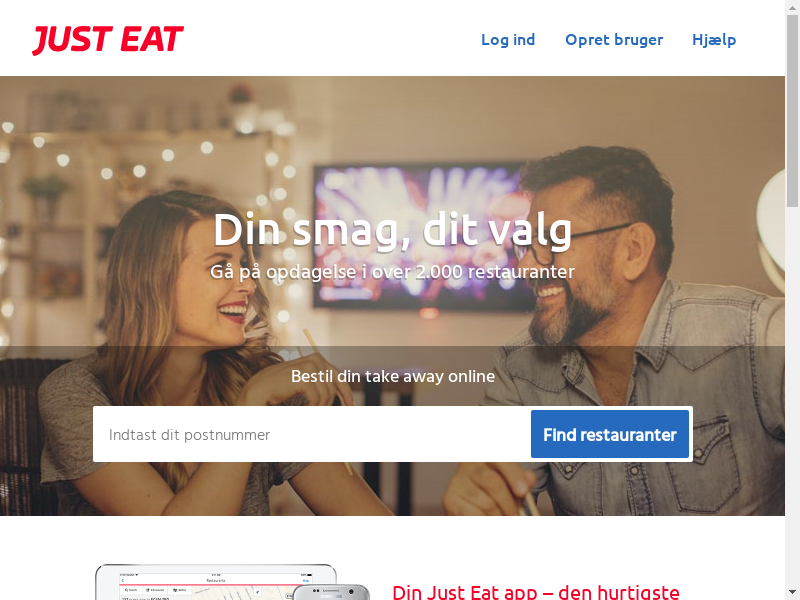 JUST EAT
Log ind
Opret bruger
Hjælp
Din smag, dit valg
Gå på opdagelse i over 2.000 restauranter
Bestil din take away online
Indtast dit postnummer
Find restauranter
Din Just Eat app – den hurtigste